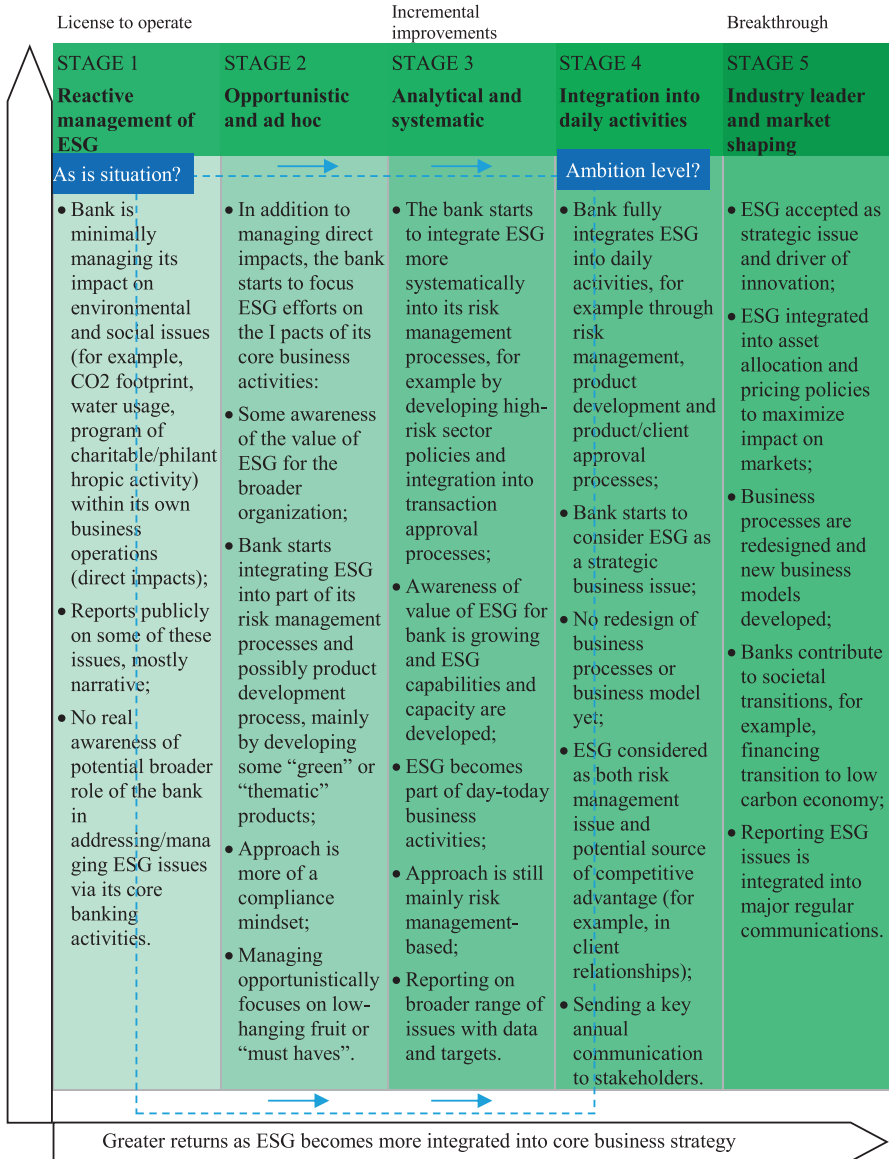 License to operate
Incremental
improvements
Breakthrough
STAGE 1
Reactive
management of
ESG
STAGE 2
Opportunistic
and ad hoc
STAGE 3
Analytical and
systematic
STAGE 4
Integration into
daily activities
STAGE 5
Industry leader
and market
shaping
As is situation?
Ambition level?
• Bank is
minimally
managing its
impact on
environmental
and social issues
(for example,
CO2 footprint,
water usage,
program of
charitable/philant
hropic activity)
within its own
business
operations
(direct impacts);
• Reports publicly
on some of these
issues, mostly
narrative;
• No real
awareness of
potential broader
role of the bank
in
addressing/mana
ging ESG issues
via its core
banking
activities.
• In addition to
managing direct
impacts, the bank
starts to focus
ESG efforts on
the I pacts of its
core business
activities:
• Some awareness
of the value of
ESG for the
broader
organization;
• Bank starts
integrating ESG
into part of its
risk management
processes and
possibly product
development
process, mainly
by developing
some “green” or
“thematic”
products;
• Approach is
more of a
compliance
mindset;
• Managing
opportunistically
focuses on low-
hanging fruit or
“must haves”.
• The bank starts
to integrate ESG
more
systematically
into its risk
management
processes, for
example by
developing high-
risk sector
policies and
integration into
transaction
approval
processes;
• Awareness of
value of ESG for
bank is growing
and ESG
capabilities and
capacity are
developed;
• ESG becomes
part of day-today
business
activities;
• Approach is still
mainly risk
management-
based;
• Reporting on
broader range of
issues with data
and targets.
• Bank fully
integrates ESG
into daily
activities, for
example through
risk
management,
product
development and
product/client
approval
processes;
• Bank starts to
consider ESG as
a strategic
business issue;
• No redesign of
business
processes or
business model
yet;
• ESG considered
as both risk
management
issue and
potential source
of competitive
advantage (for
example, in
client
relationships);
• Sending a key
annual
communication
to stakeholders.
• ESG accepted as
strategic issue
and driver of
innovation;
• ESG integrated
into asset
allocation and
pricing policies
to maximize
impact on
markets;
• Business
processes are
redesigned and
new business
models
developed;
• Banks contribute
to societal
transitions, for
example,
financing
transition to low
carbon economy;
• Reporting ESG
issues is
integrated into
major regular
communications.
Greater returns as ESG becomes more integrated into core business strategy